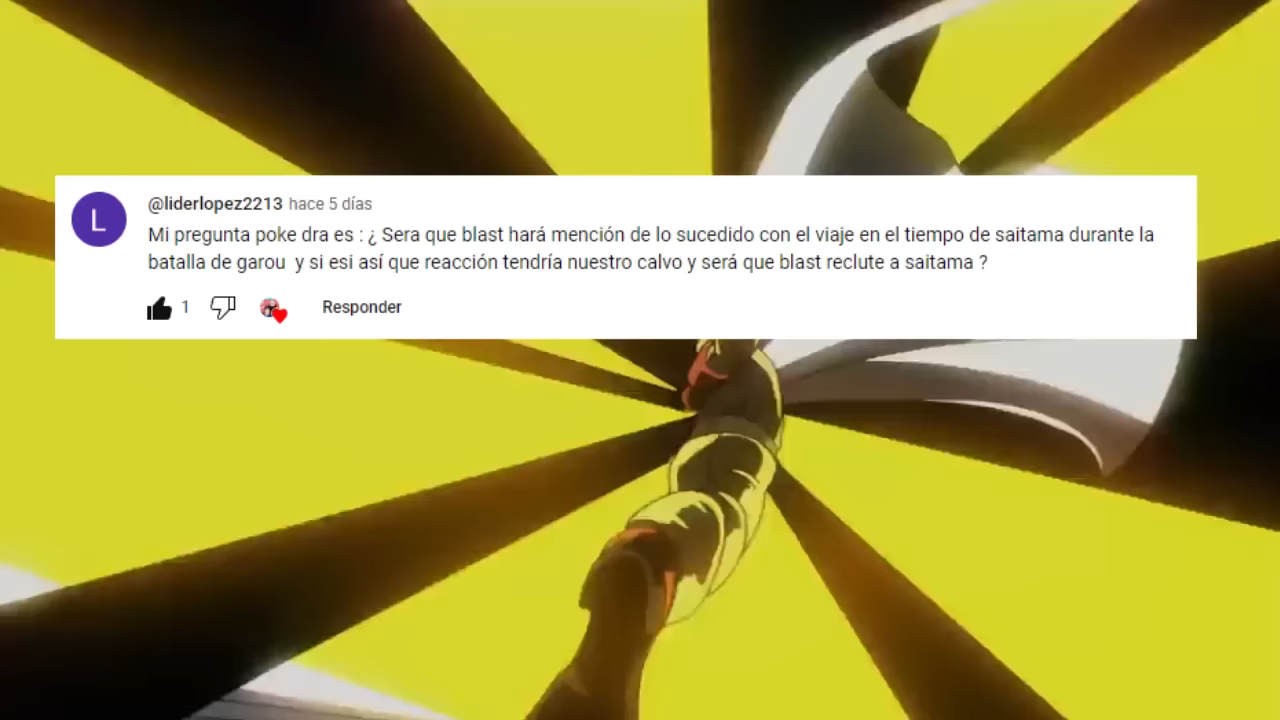 L
@liderlopez2213 hace 5 días
Mi pregunta poke dra es : ¿ Sera que blast hará mención de lo sucedido con el viaje en el tiempo de saitama durante la
batalla de garou  y si esi así que reacción tendría nuestro calvo y será que blast reclute a saitama ?
1 Responder